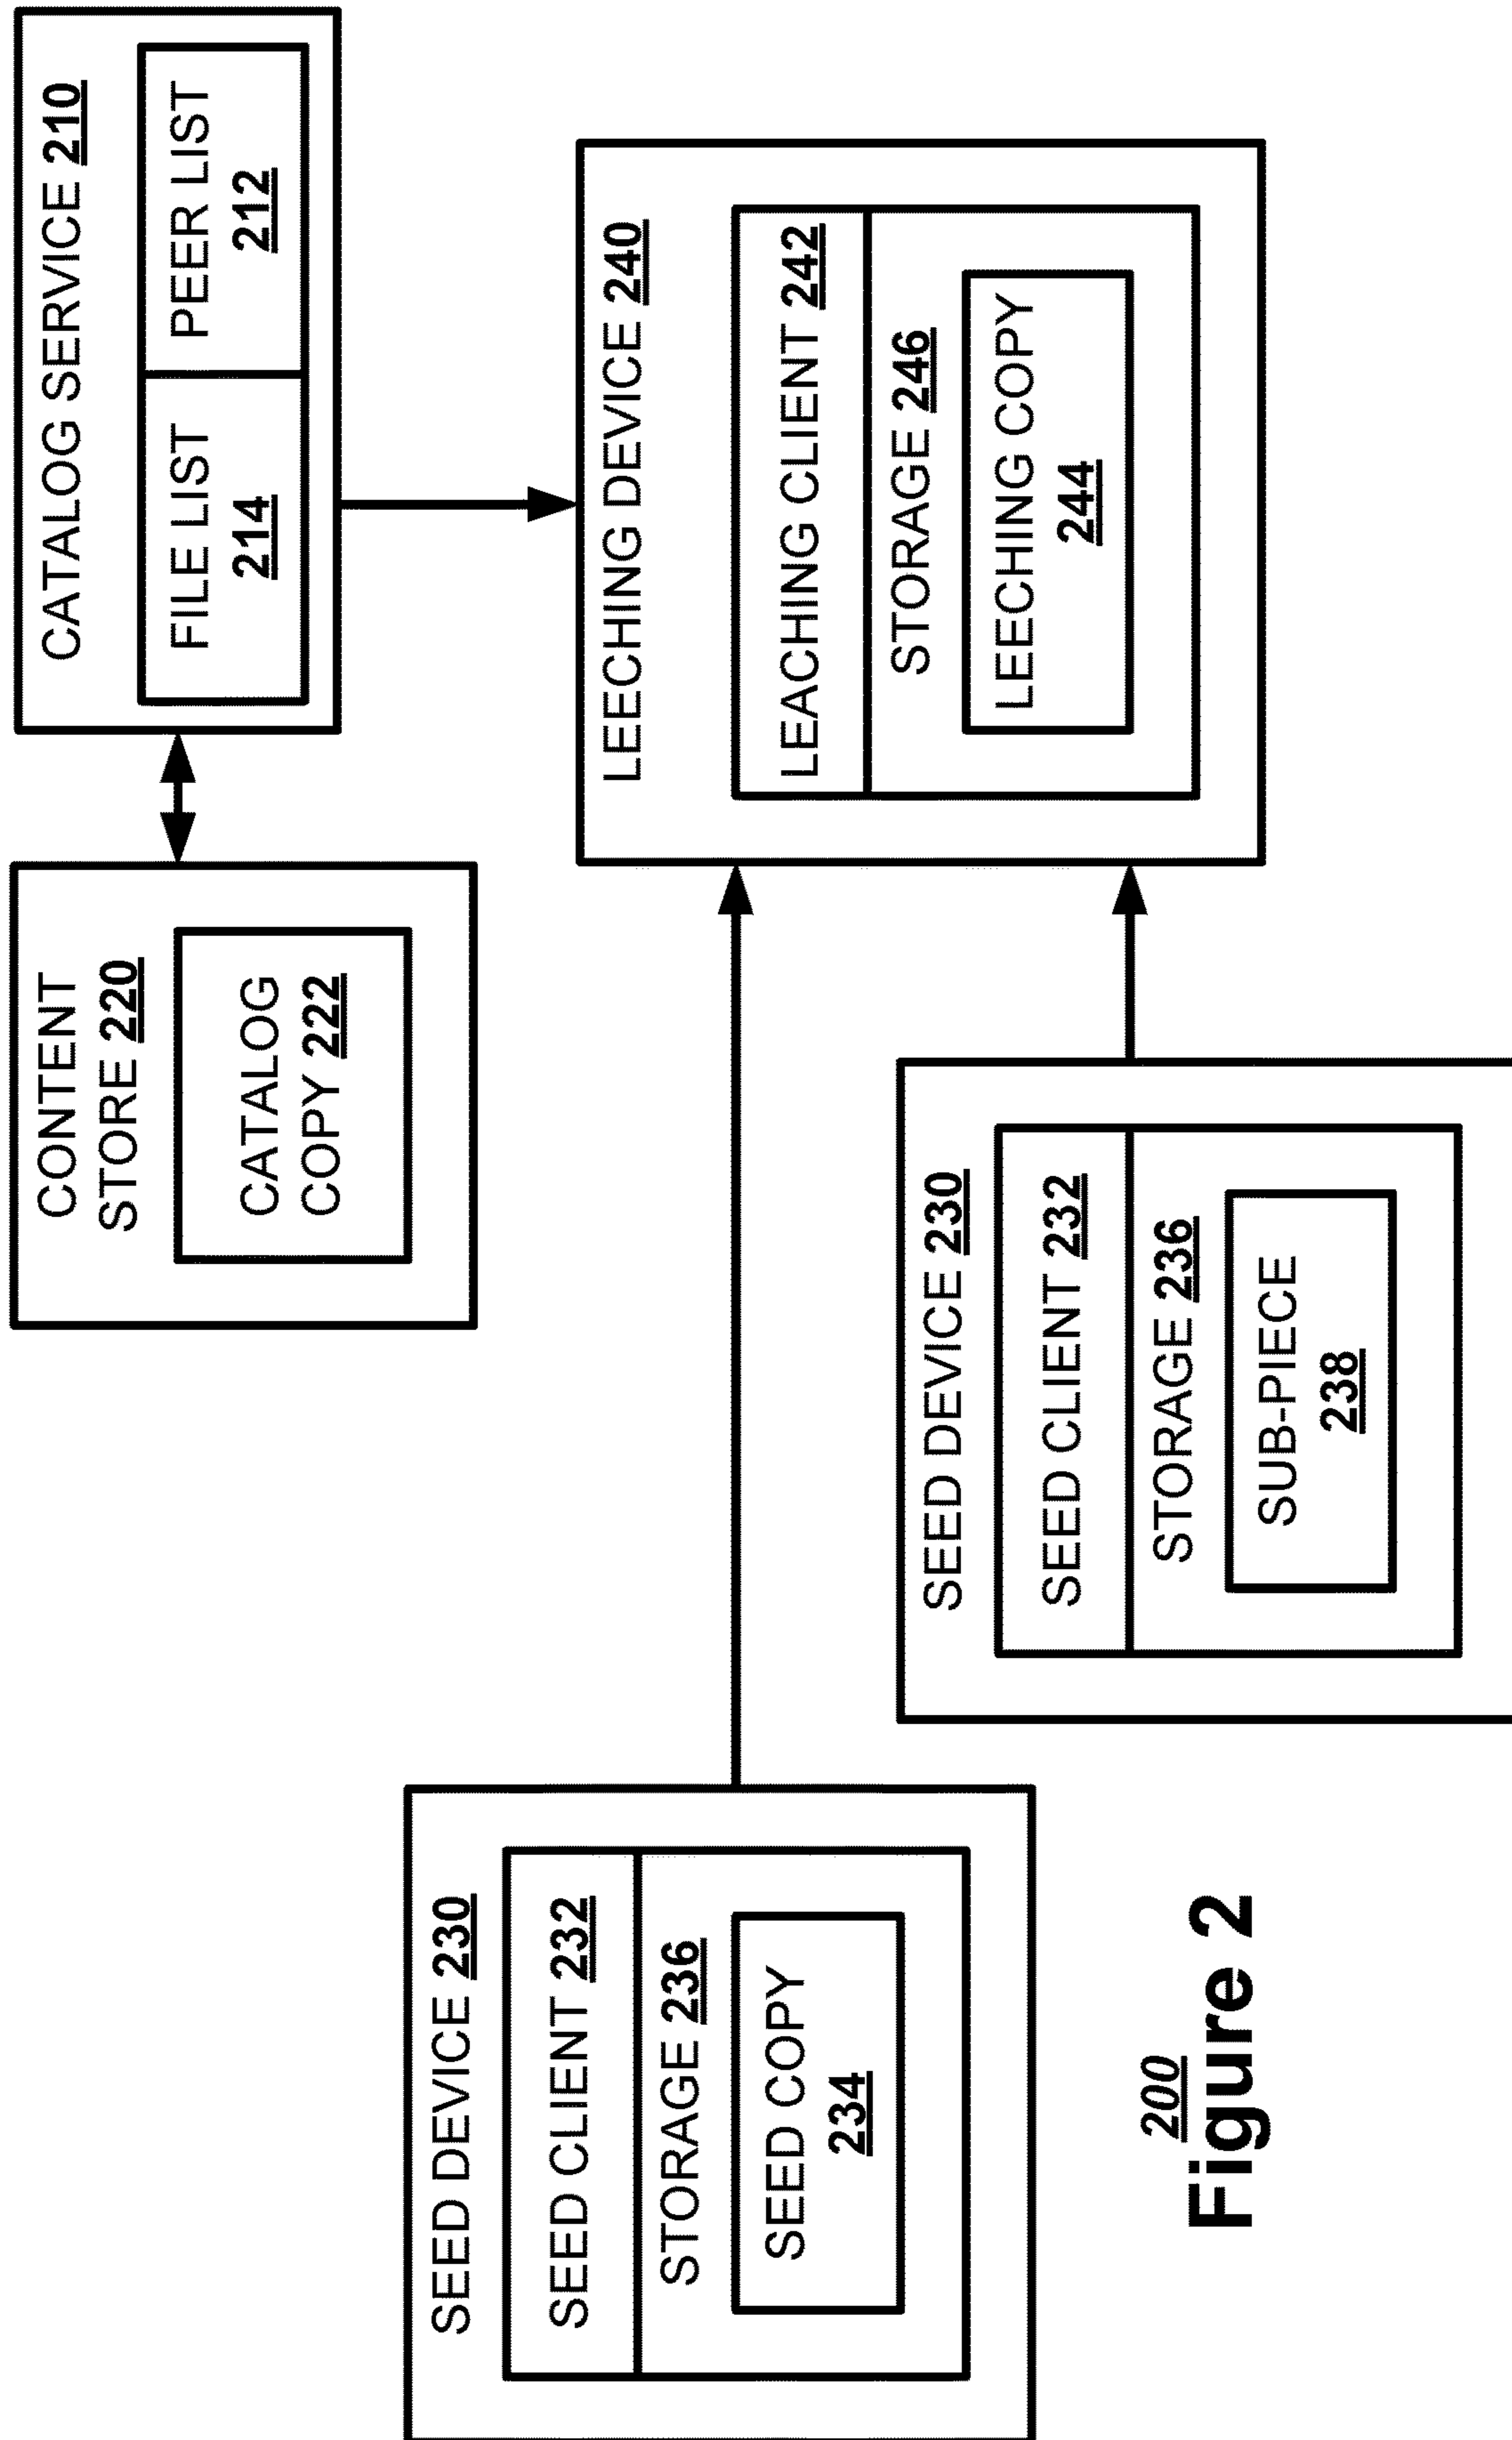 CONTENT
STORE 220
CATALOG
COPY 222
CATALOG SERVICE 210
FILE LIST
214
PEER LIST
212
SEED DEVICE 230
SEED CLIENT 232
STORAGE 236
SEED COPY
234
SEED DEVICE 230
SEED CLIENT 232
STORAGE 236
SUB-PIECE
238
LEECHING DEVICE 240
LEACHING CLIENT 242
STORAGE 246
LEECHING COPY
244
200
Figure 2